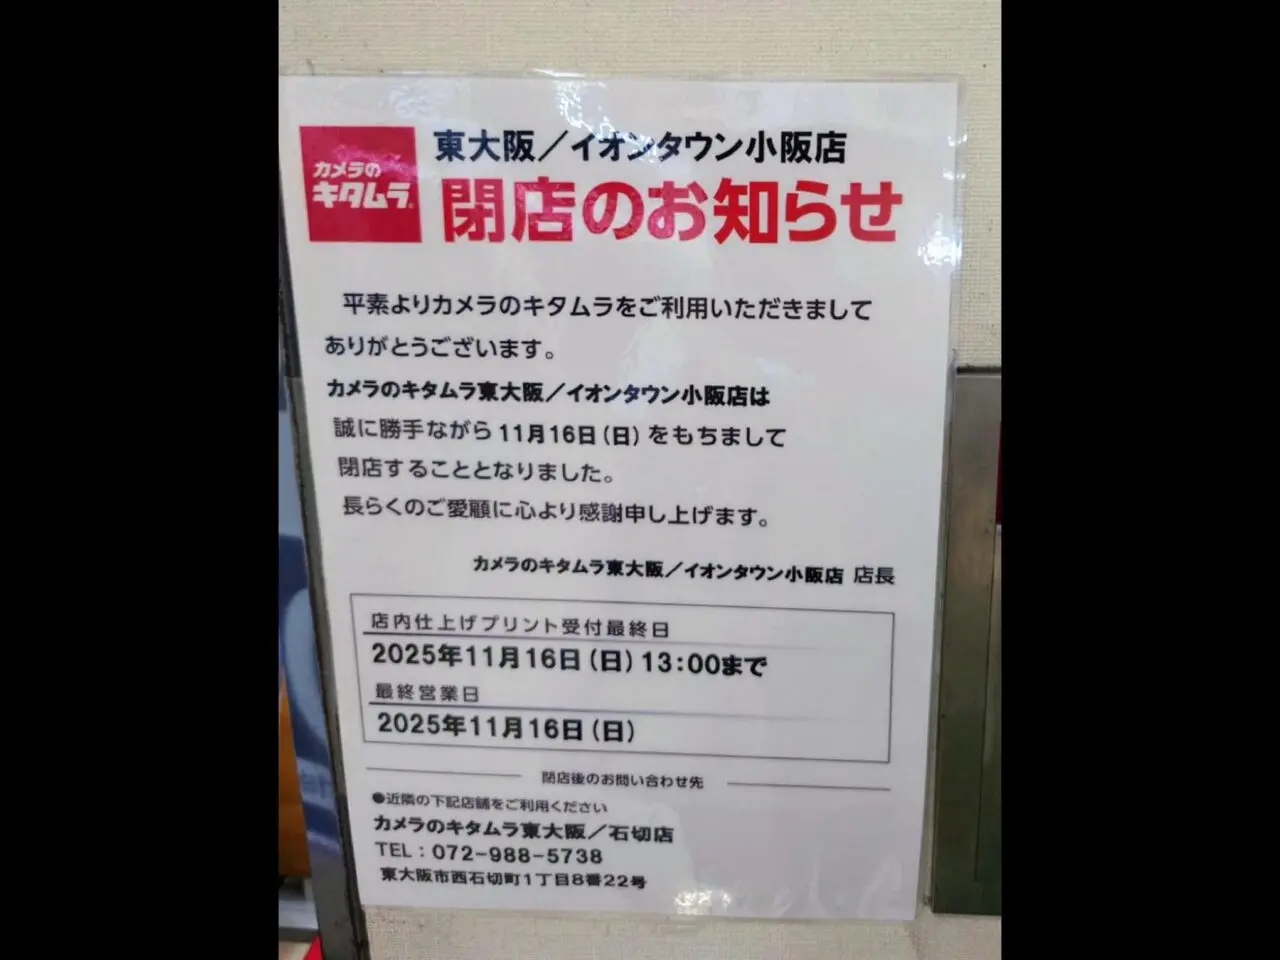 カメラの
キタムラ®
東大阪／イオンタウン小阪店
閉店のお知らせ
平素よりカメラのキタムラをご利用いただきまして
ありがとうございます。
カメラのキタムラ東大阪／イオンタウン小阪店は
誠に勝手ながら 11月16日(日) をもちまして
閉店することとなりました。
長らくのご愛顧に心より感謝申し上げます。
カメラのキタムラ東大阪／イオンタウン小阪店 店長
店内仕上げプリント受付最終日
2025年11月16日(日) 13:00まで
最終営業日
2025年11月16日(日)
閉店後のお問い合わせ先
●近隣の下記店舗をご利用ください
カメラのキタムラ東大阪／石切店
TEL：072-988-5738
東大阪市西石切町1丁目8番22号